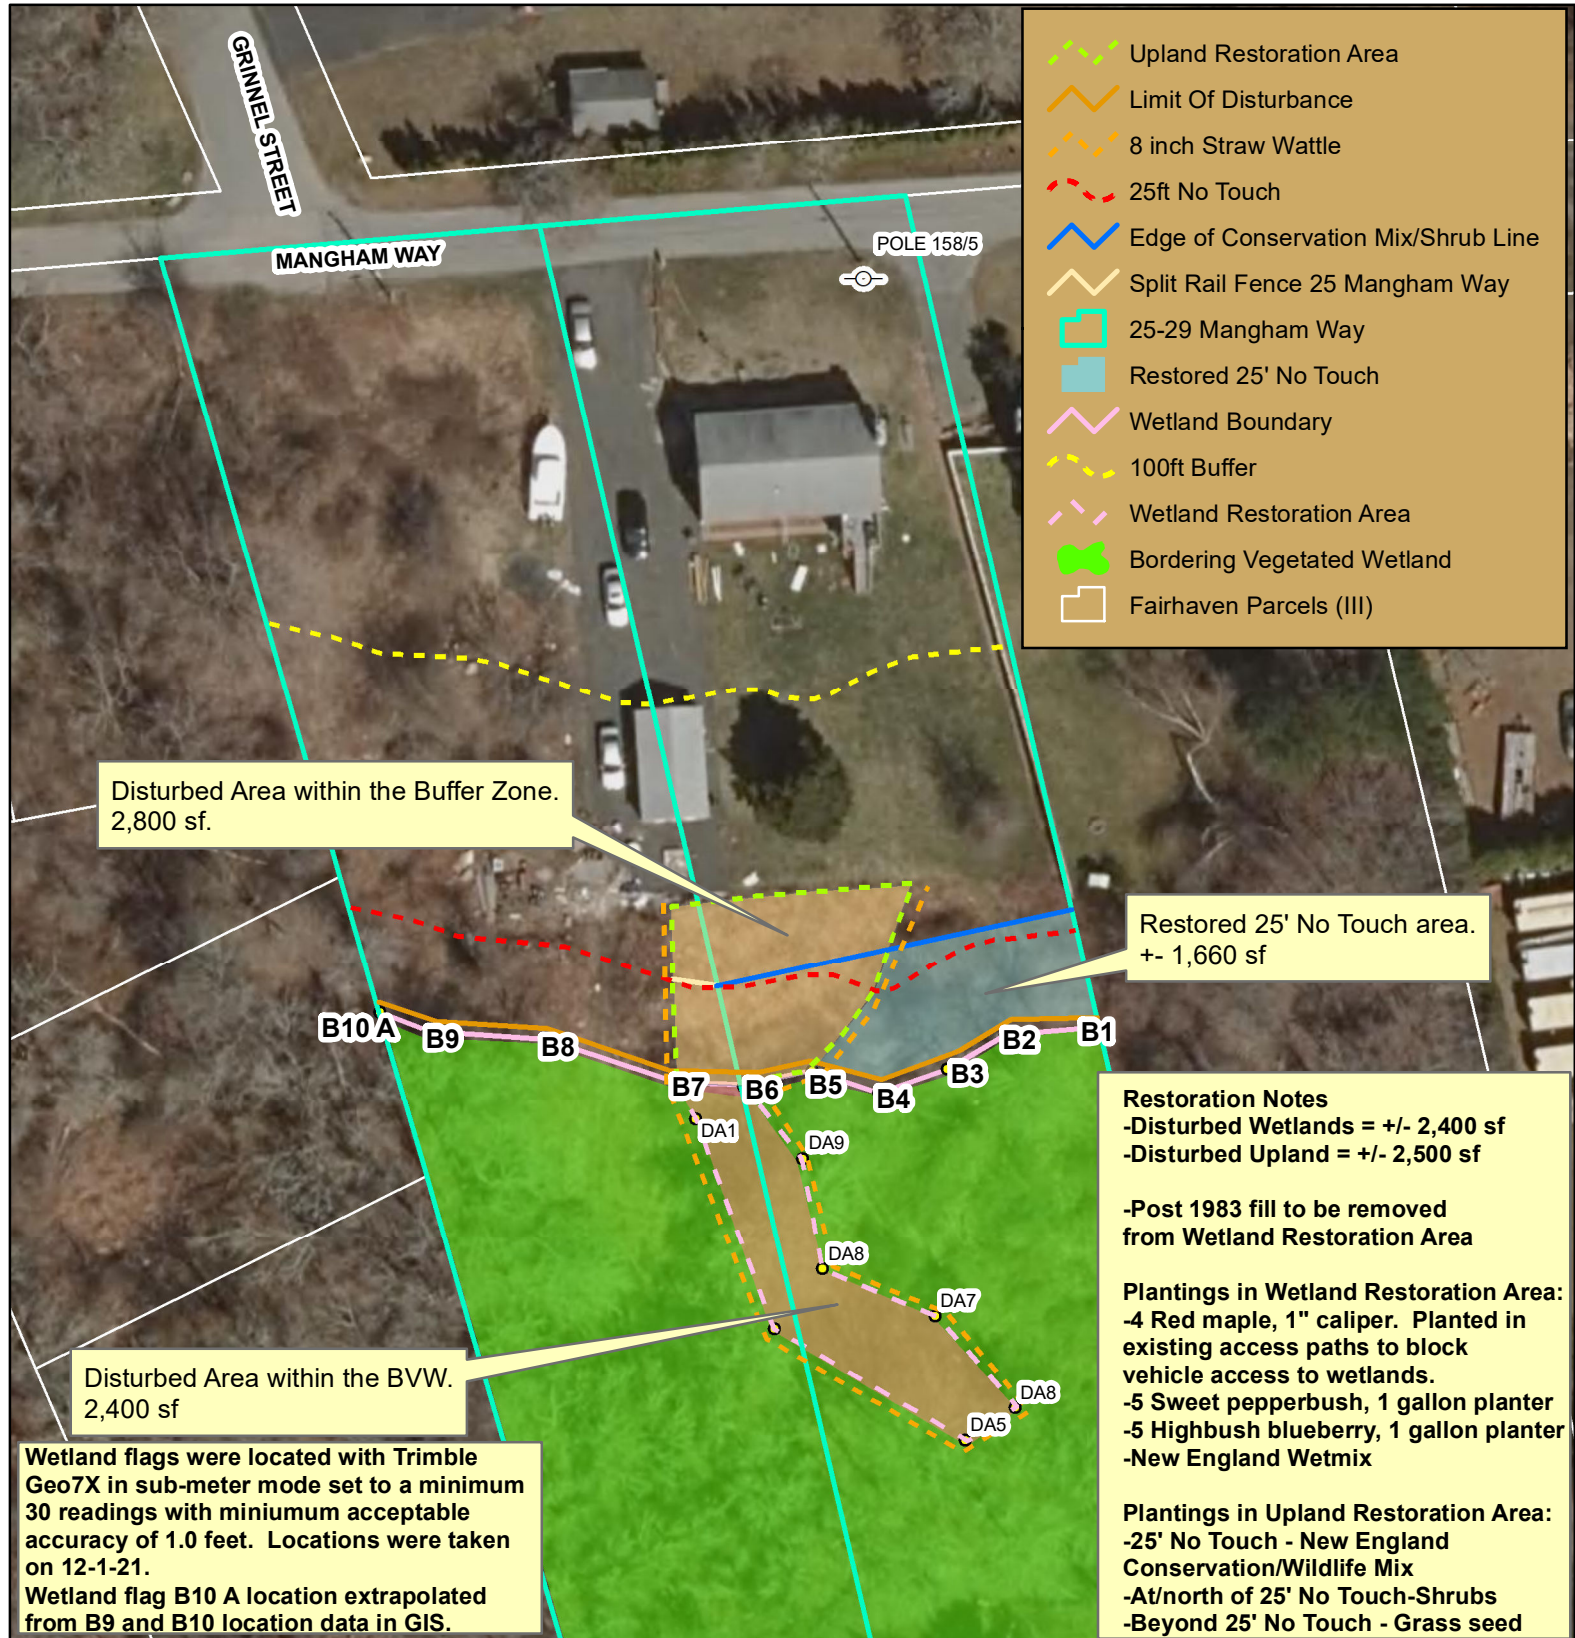 GRINNEL STREET
MANGHAM WAY
POLE 158/5
Upland Restoration Area
Limit Of Disturbance
8 inch Straw Wattle
25ft No Touch
Edge of Conservation Mix/Shrub Line
Split Rail Fence 25 Mangham Way
25-29 Mangham Way
Restored 25' No Touch
Wetland Boundary
100ft Buffer
Wetland Restoration Area
Bordering Vegetated Wetland
Fairhaven Parcels (III)
Disturbed Area within the Buffer Zone.
2,800 sf.
Restored 25' No Touch area.
+- 1,660 sf
B10 A
B9
B8
B7
B6
B5
B4
B3
B2
B1
DA1
DA9
DA8
DA7
DA8
DA5
Disturbed Area within the BVW.
2,400 sf
Wetland flags were located with Trimble
Geo7X in sub-meter mode set to a minimum
30 readings with miniumum acceptable
accuracy of 1.0 feet.  Locations were taken
on 12-1-21.
Wetland flag B10 A location extrapolated
from B9 and B10 location data in GIS.
Restoration Notes
-Disturbed Wetlands = +/- 2,400 sf
-Disturbed Upland = +/- 2,500 sf
-Post 1983 fill to be removed
from Wetland Restoration Area
Plantings in Wetland Restoration Area:
-4 Red maple, 1" caliper.  Planted in
existing access paths to block
vehicle access to wetlands.
-5 Sweet pepperbush, 1 gallon planter
-5 Highbush blueberry, 1 gallon planter
-New England Wetmix
Plantings in Upland Restoration Area:
-25' No Touch - New England
Conservation/Wildlife Mix
-At/north of 25' No Touch-Shrubs
-Beyond 25' No Touch - Grass seed